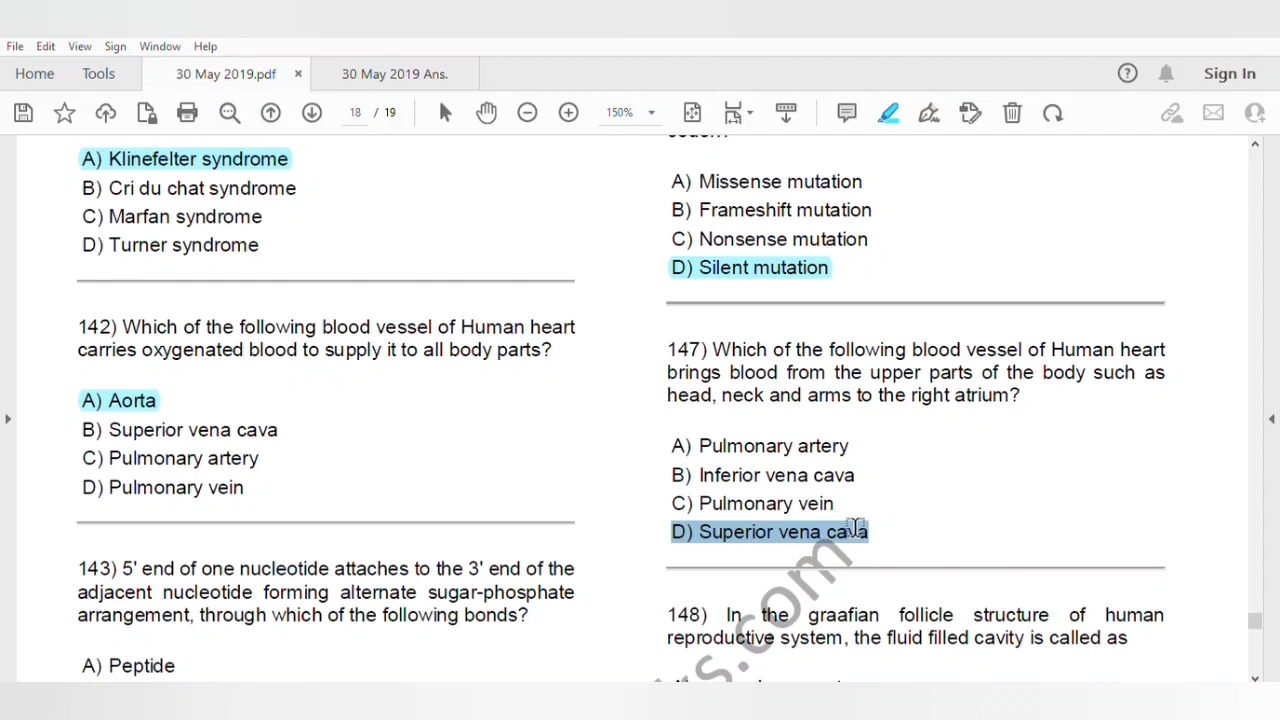 File Edit View Sign Window Help
Home Tools 30 May 2019.pdf × 30 May 2019 Ans. Sign In
18 / 19 150%
A) Klinefelter syndrome
B) Cri du chat syndrome
C) Marfan syndrome
D) Turner syndrome
142) Which of the following blood vessel of Human heart
carries oxygenated blood to supply it to all body parts?
A) Aorta
B) Superior vena cava
C) Pulmonary artery
D) Pulmonary vein
143) 5' end of one nucleotide attaches to the 3' end of the
adjacent nucleotide forming alternate sugar-phosphate
arrangement, through which of the following bonds?
A) Peptide
A) Missense mutation
B) Frameshift mutation
C) Nonsense mutation
D) Silent mutation
147) Which of the following blood vessel of Human heart
brings blood from the upper parts of the body such as
head, neck and arms to the right atrium?
A) Pulmonary artery
B) Inferior vena cava
C) Pulmonary vein
D) Superior vena cava
148) In the graafian follicle structure of human
reproductive system, the fluid filled cavity is called as
rs.com